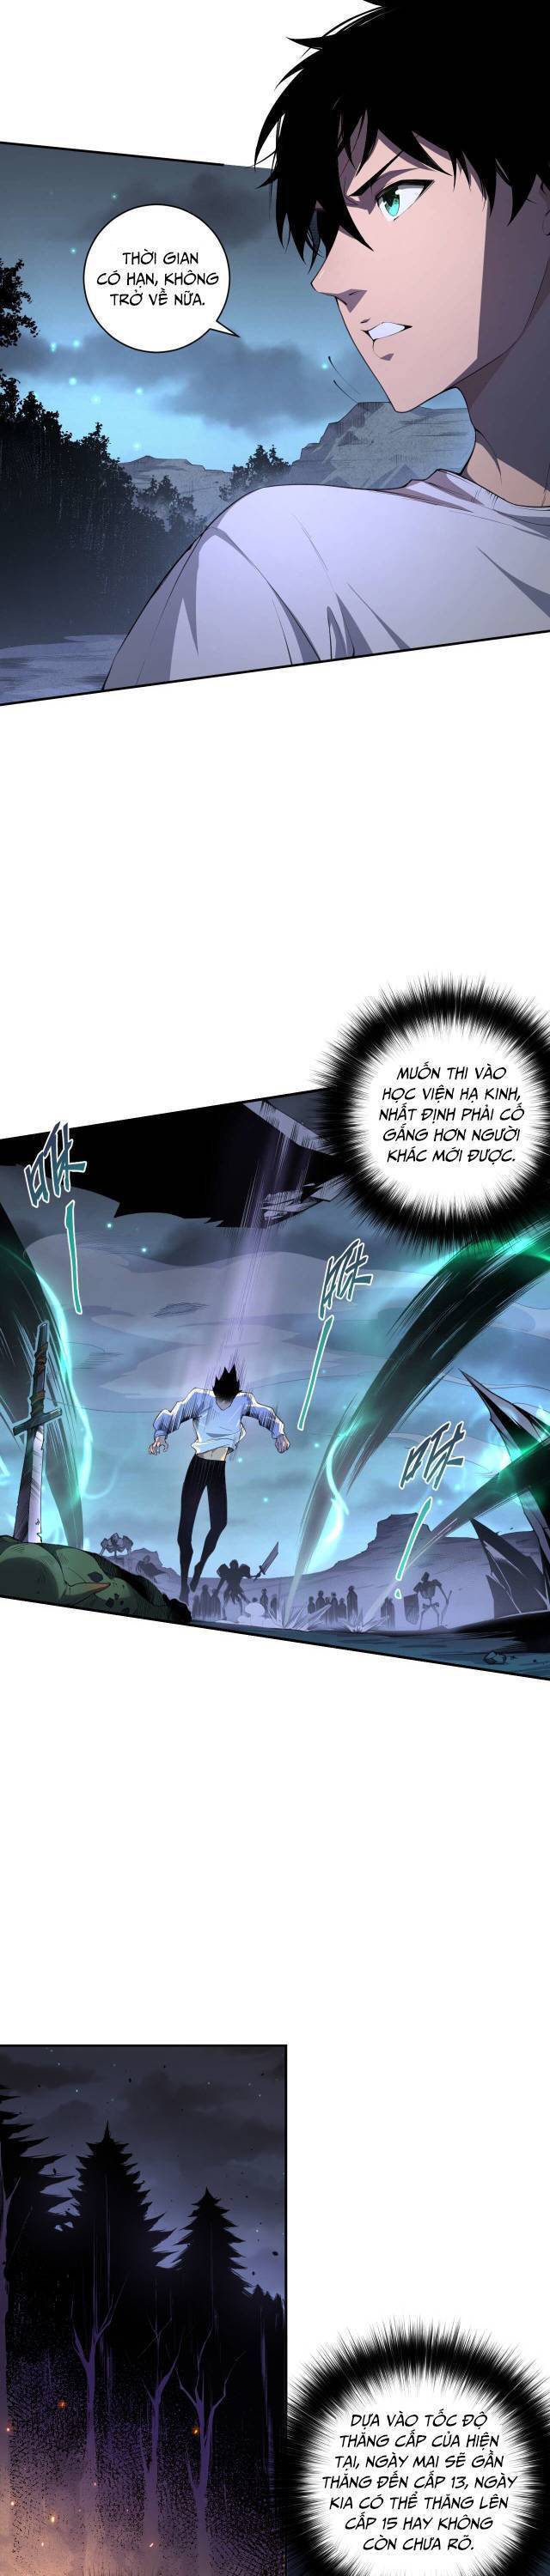 THỜI GIAN
CÓ HẠN, KHÔNG
TRỞ VỀ NỮA.
MUỐN THI VÀO
HỌC VIỆN HẠ KINH,
NHẤT ĐỊNH PHẢI CỐ
GẮNG HƠN NGƯỜI
KHÁC MỚI ĐƯỢC.
DỰA VÀO TỐC ĐỘ
THĂNG CẤP CỦA HIỆN
TẠI, NGÀY MAI SẼ GẦN
THĂNG ĐẾN CẤP 13, NGÀY
KIA CÓ THỂ THĂNG LÊN
CẤP 15 HAY KHÔNG
CÒN CHƯA RÕ.